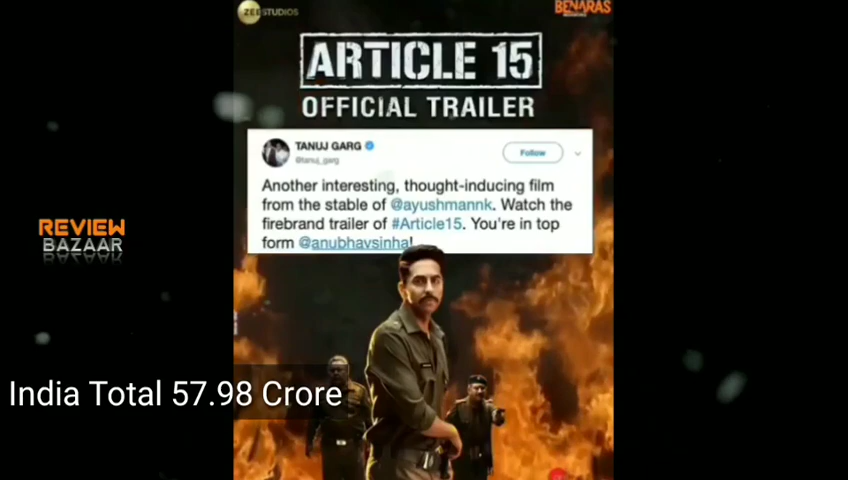 ZEE STUDIOS
BENARAS
ARTICLE 15
OFFICIAL TRAILER
TANUJ GARG
@tanuj_garg
Follow
Another interesting, thought-inducing film
from the stable of @ayushmannk. Watch the
firebrand trailer of #Article15. You're in top
form @anubhavsinha!
REVIEW
BAZAAR
India Total 57.98 Crore